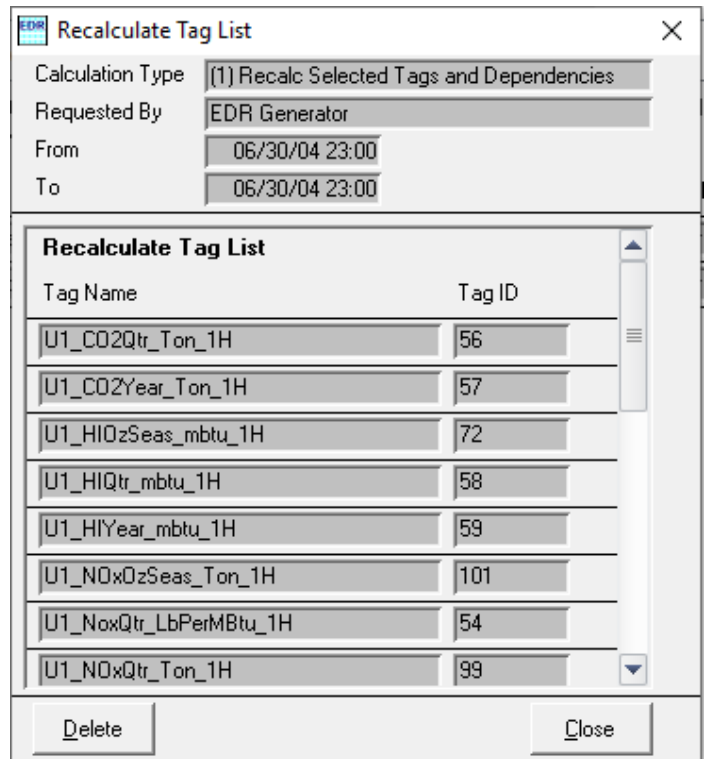 EDR Recalculate Tag List
Calculation Type (1) Recalc Selected Tags and Dependencies
Requested By EDR Generator
From 06/30/04 23:00
To 06/30/04 23:00
Recalculate Tag List
Tag Name Tag ID
U1_CO2Qtr_Ton_1H 56
U1_CO2Year_Ton_1H 57
U1_HIOzSeas_mbtu_1H 72
U1_HIQtr_mbtu_1H 58
U1_HIYear_mbtu_1H 59
U1_NOxOzSeas_Ton_1H 101
U1_NoxQtr_LbPerMBtu_1H 54
U1_NOxQtr_Ton_1H 99
Delete Close